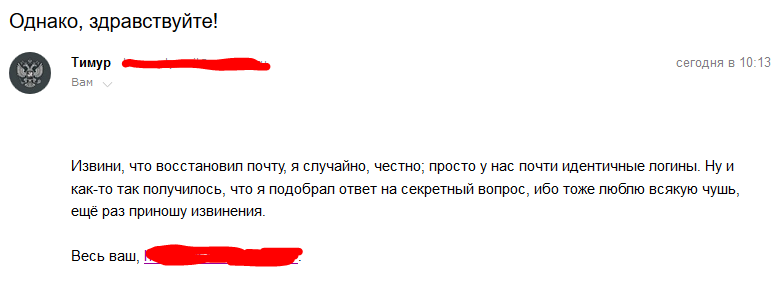 Однако, здравствуйте!
Тимур
сегодня в 10:13
Вам
Извини, что восстановил почту, я случайно, честно; просто у нас почти идентичные логины. Ну и
как-то так получилось, что я подобрал ответ на секретный вопрос, ибо тоже люблю всякую чушь,
ещё раз приношу извинения.
Весь ваш,